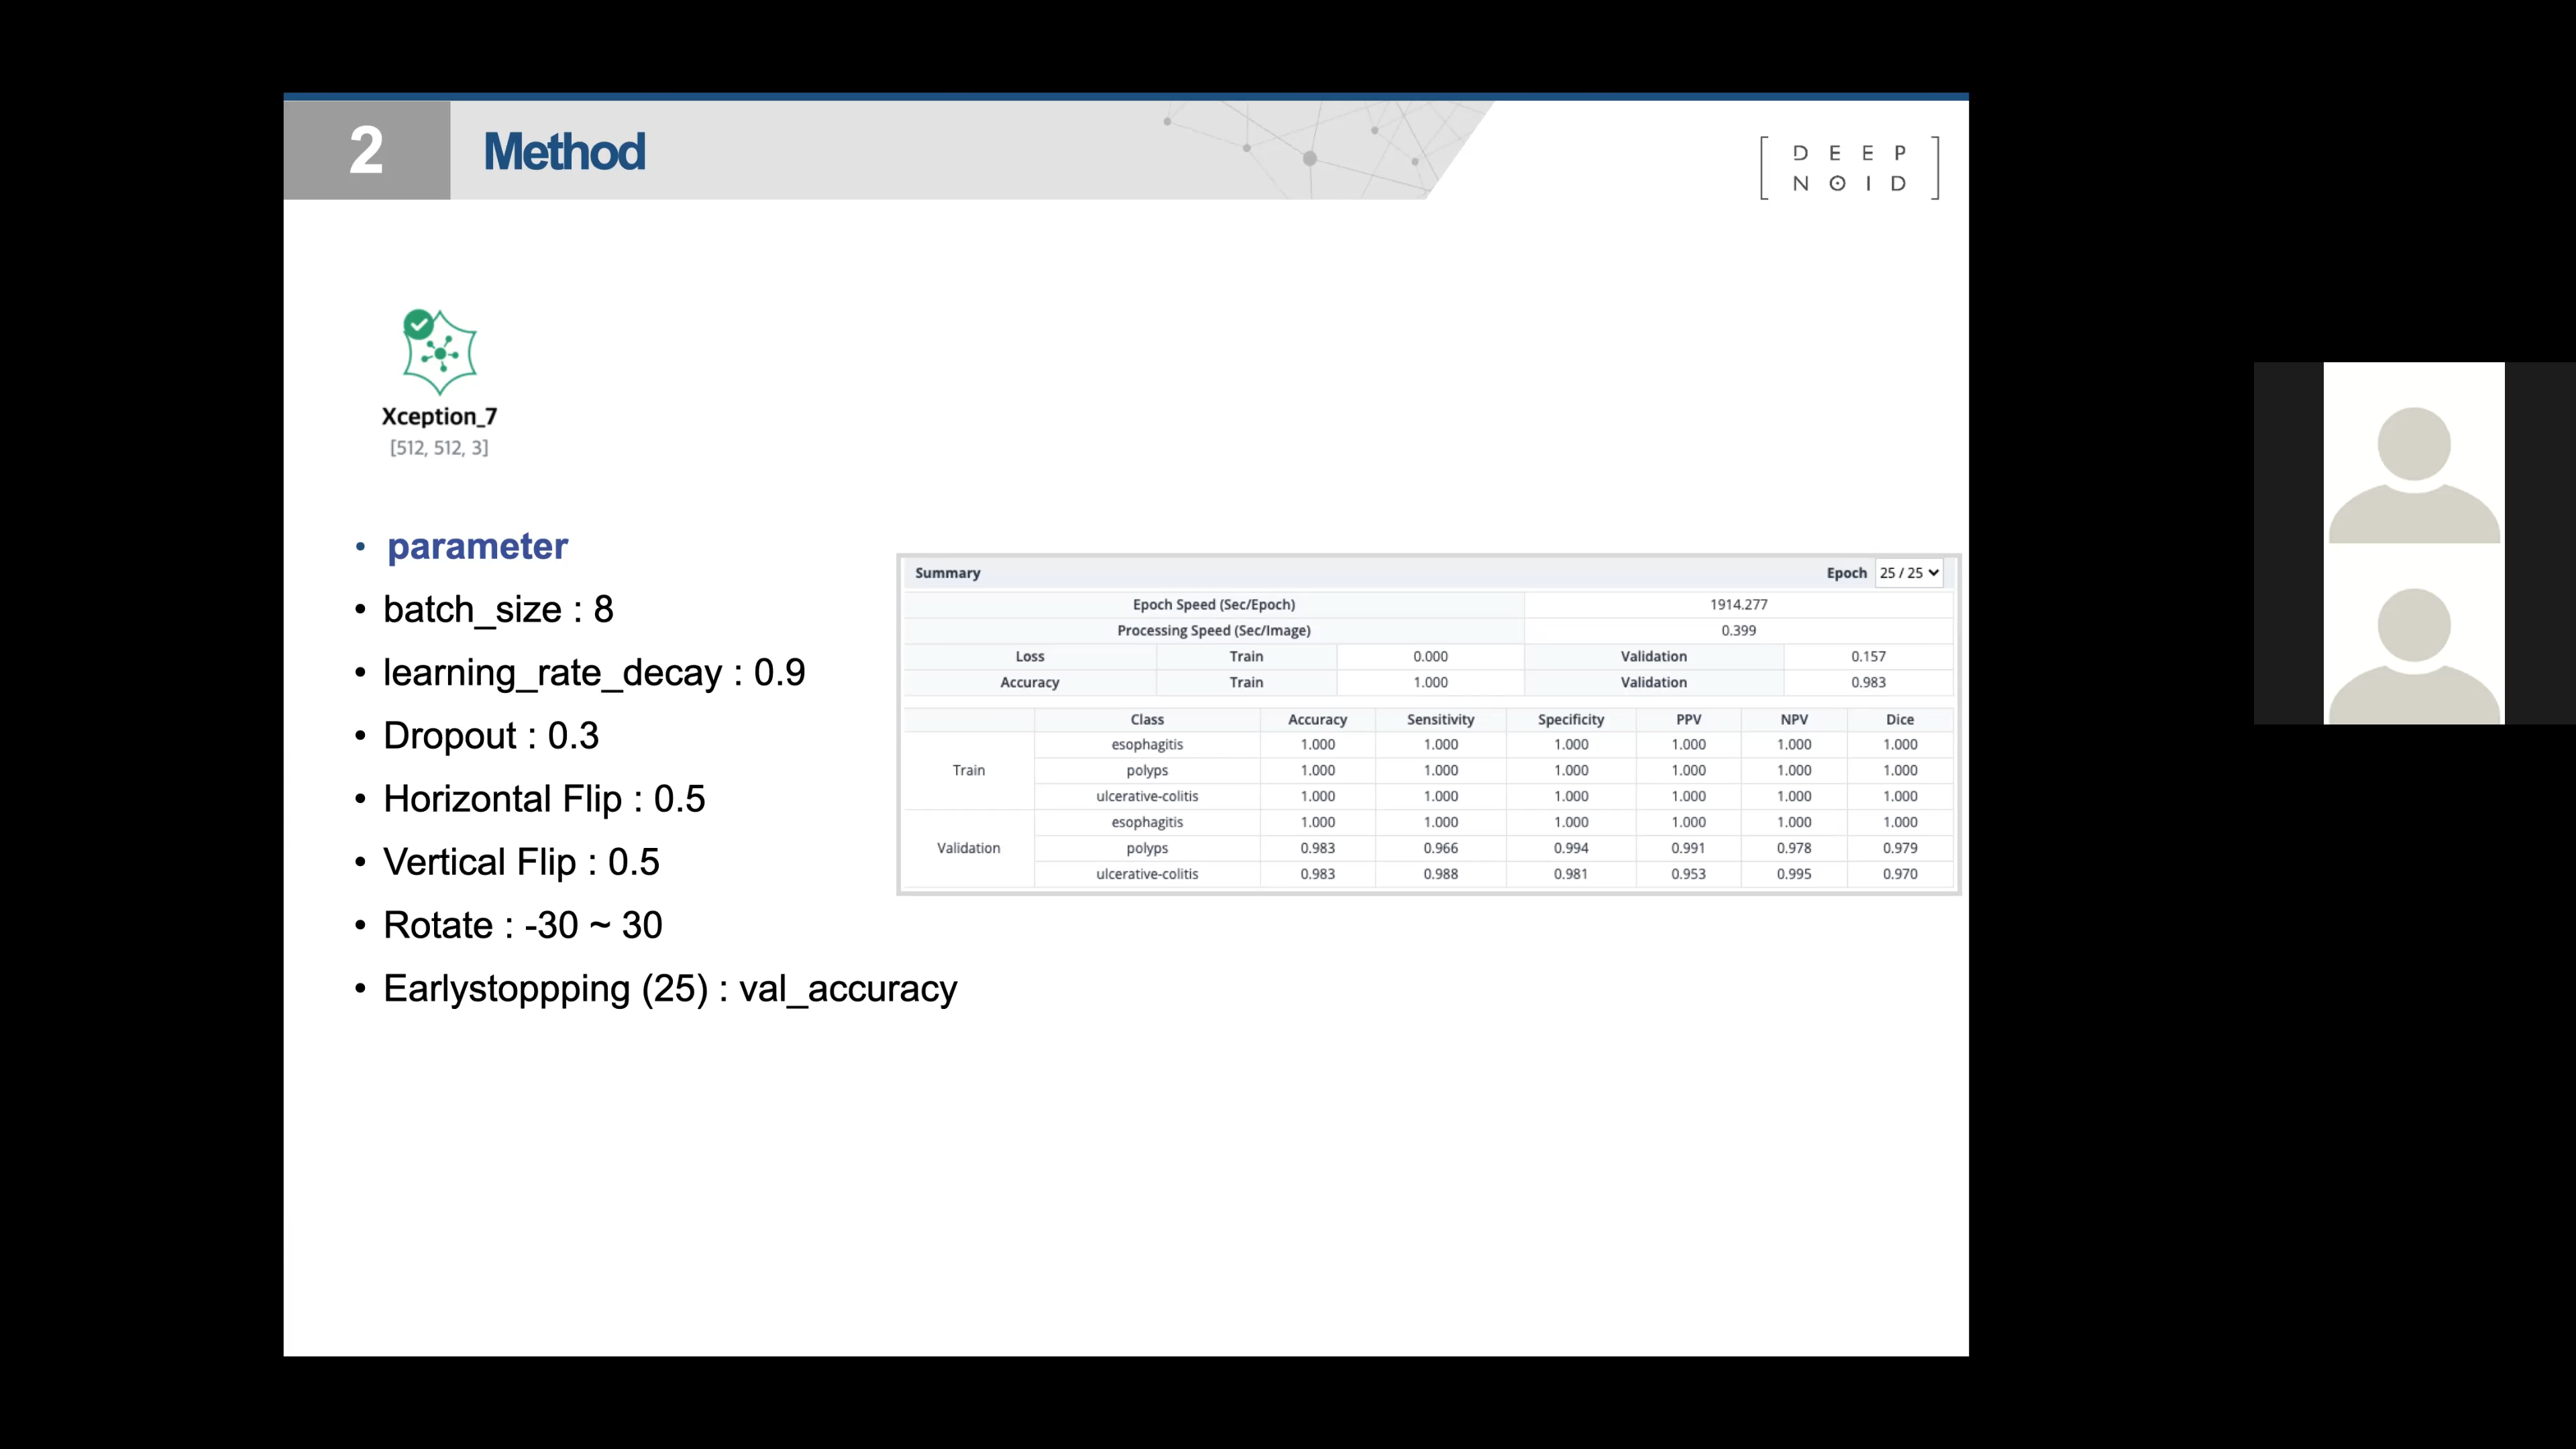 2 Method
DEEP
NOID
Xception_7
[512, 512, 3]
• parameter
• batch_size : 8
• learning_rate_decay : 0.9
• Dropout : 0.3
• Horizontal Flip : 0.5
• Vertical Flip : 0.5
• Rotate : -30 ~ 30
• Earlystoppping (25) : val_accuracy
Summary Epoch 25 / 25
Epoch Speed (Sec/Epoch) 1914.277
Processing Speed (Sec/Image) 0.399
Loss Train 0.000 Validation 0.157
Accuracy Train 1.000 Validation 0.983
Class Accuracy Sensitivity Specificity PPV NPV Dice
Train
esophagitis 1.000 1.000 1.000 1.000 1.000 1.000
polyps 1.000 1.000 1.000 1.000 1.000 1.000
ulcerative-colitis 1.000 1.000 1.000 1.000 1.000 1.000
Validation
esophagitis 1.000 1.000 1.000 1.000 1.000 1.000
polyps 0.983 0.966 0.994 0.991 0.978 0.979
ulcerative-colitis 0.983 0.988 0.981 0.953 0.995 0.970